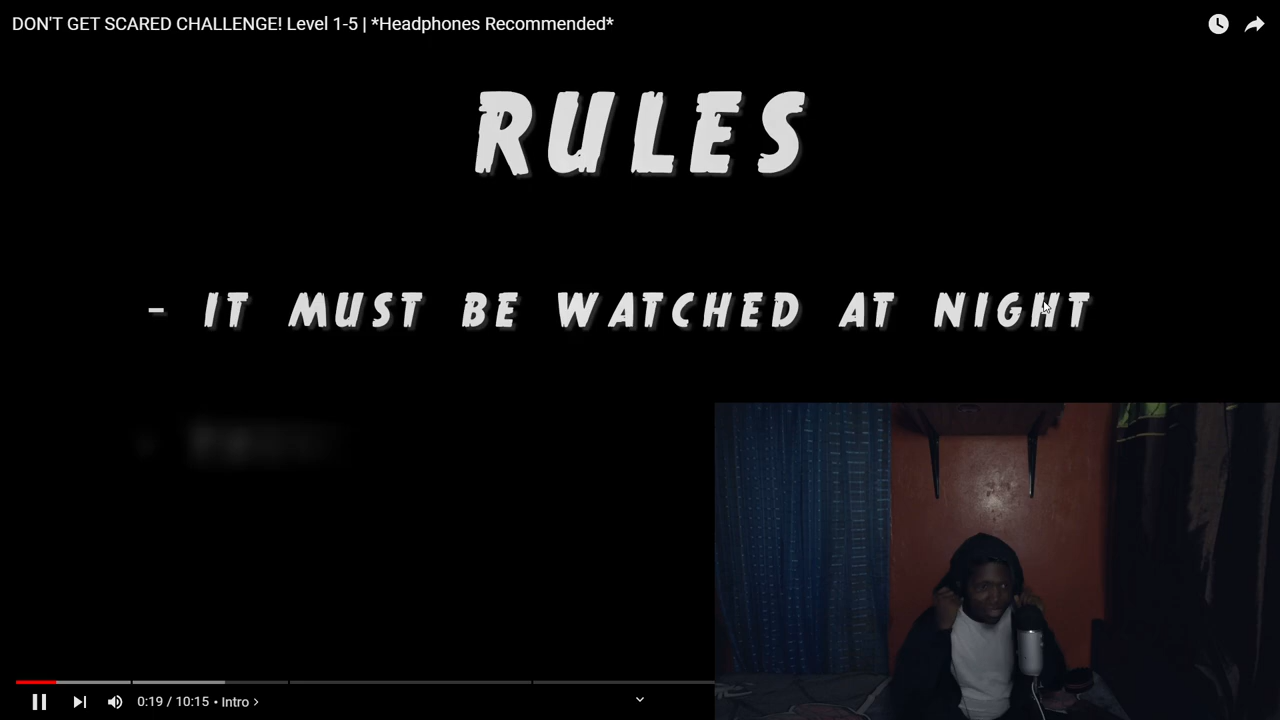 DON'T GET SCARED CHALLENGE! Level 1-5 | *Headphones Recommended*
RULES
- IT MUST BE WATCHED AT NIGHT
0:19 / 10:15 • Intro >